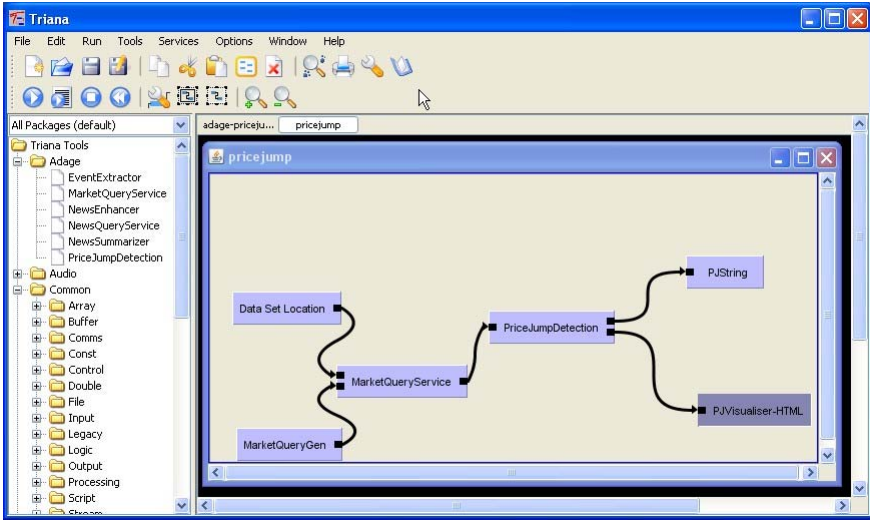 Triana
File Edit Run Tools Services Options Window Help
All Packages (default)
adage-priceju... pricejump
Triana Tools
Adage
EventExtractor
MarketQueryService
NewsEnhancer
NewsQueryService
NewsSummarizer
PriceJumpDetection
Audio
Common
Array
Buffer
Comms
Const
Control
Double
File
Input
Legacy
Logic
Output
Processing
Script
Stream
pricejump
PJString
Data Set Location
PriceJumpDetection
MarketQueryService
PJVisualiser-HTML
MarketQueryGen